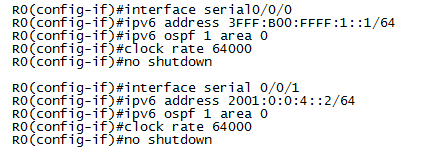 R0(config-if)#interface serial0/0/0
R0(config-if)#ipv6 address 3FFF:B00:FFFF:1::1/64
R0(config-if)#ipv6 ospf 1 area 0
R0(config-if)#clock rate 64000
R0(config-if)#no shutdown
R0(config-if)#interface serial 0/0/1
R0(config-if)#ipv6 address 2001:0:0:4::2/64
R0(config-if)#ipv6 ospf 1 area 0
R0(config-if)#clock rate 64000
R0(config-if)#no shutdown